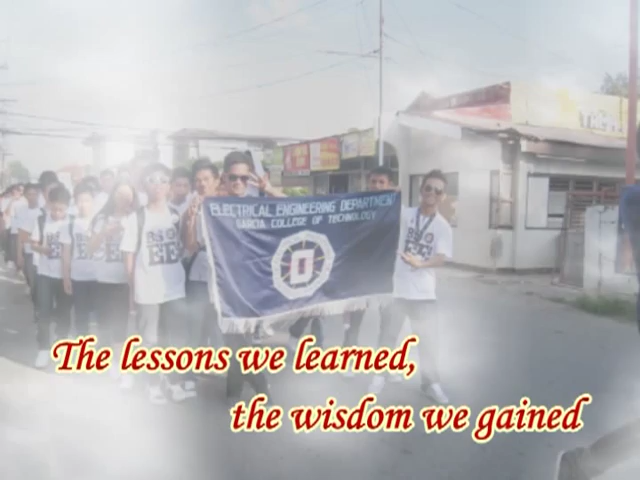 ELECTRICAL ENGINEERING DEPARTMENT
GARCIA COLLEGE OF TECHNOLOGY
The lessons we learned,
the wisdom we gained